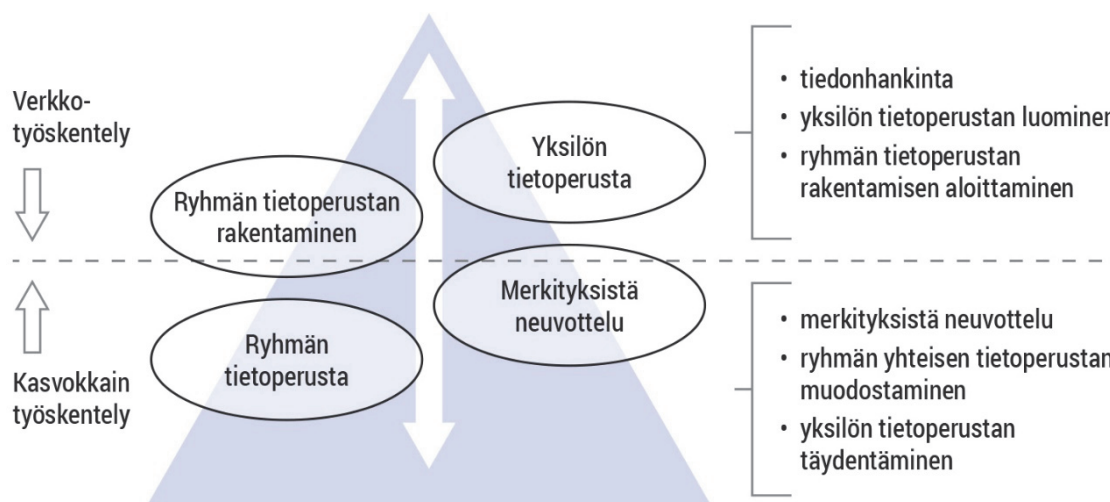 Verkko-
työskentely
Kasvokkain
työskentely
Ryhmän tietoperustan
rakentaminen
Yksilön
tietoperusta
Ryhmän
tietoperusta
Merkityksistä
neuvottelu
• tiedonhankinta
• yksilön tietoperustan luominen
• ryhmän tietoperustan
rakentamisen aloittaminen
• merkityksistä neuvottelu
• ryhmän yhteisen tietoperustan
muodostaminen
• yksilön tietoperustan
täydentäminen